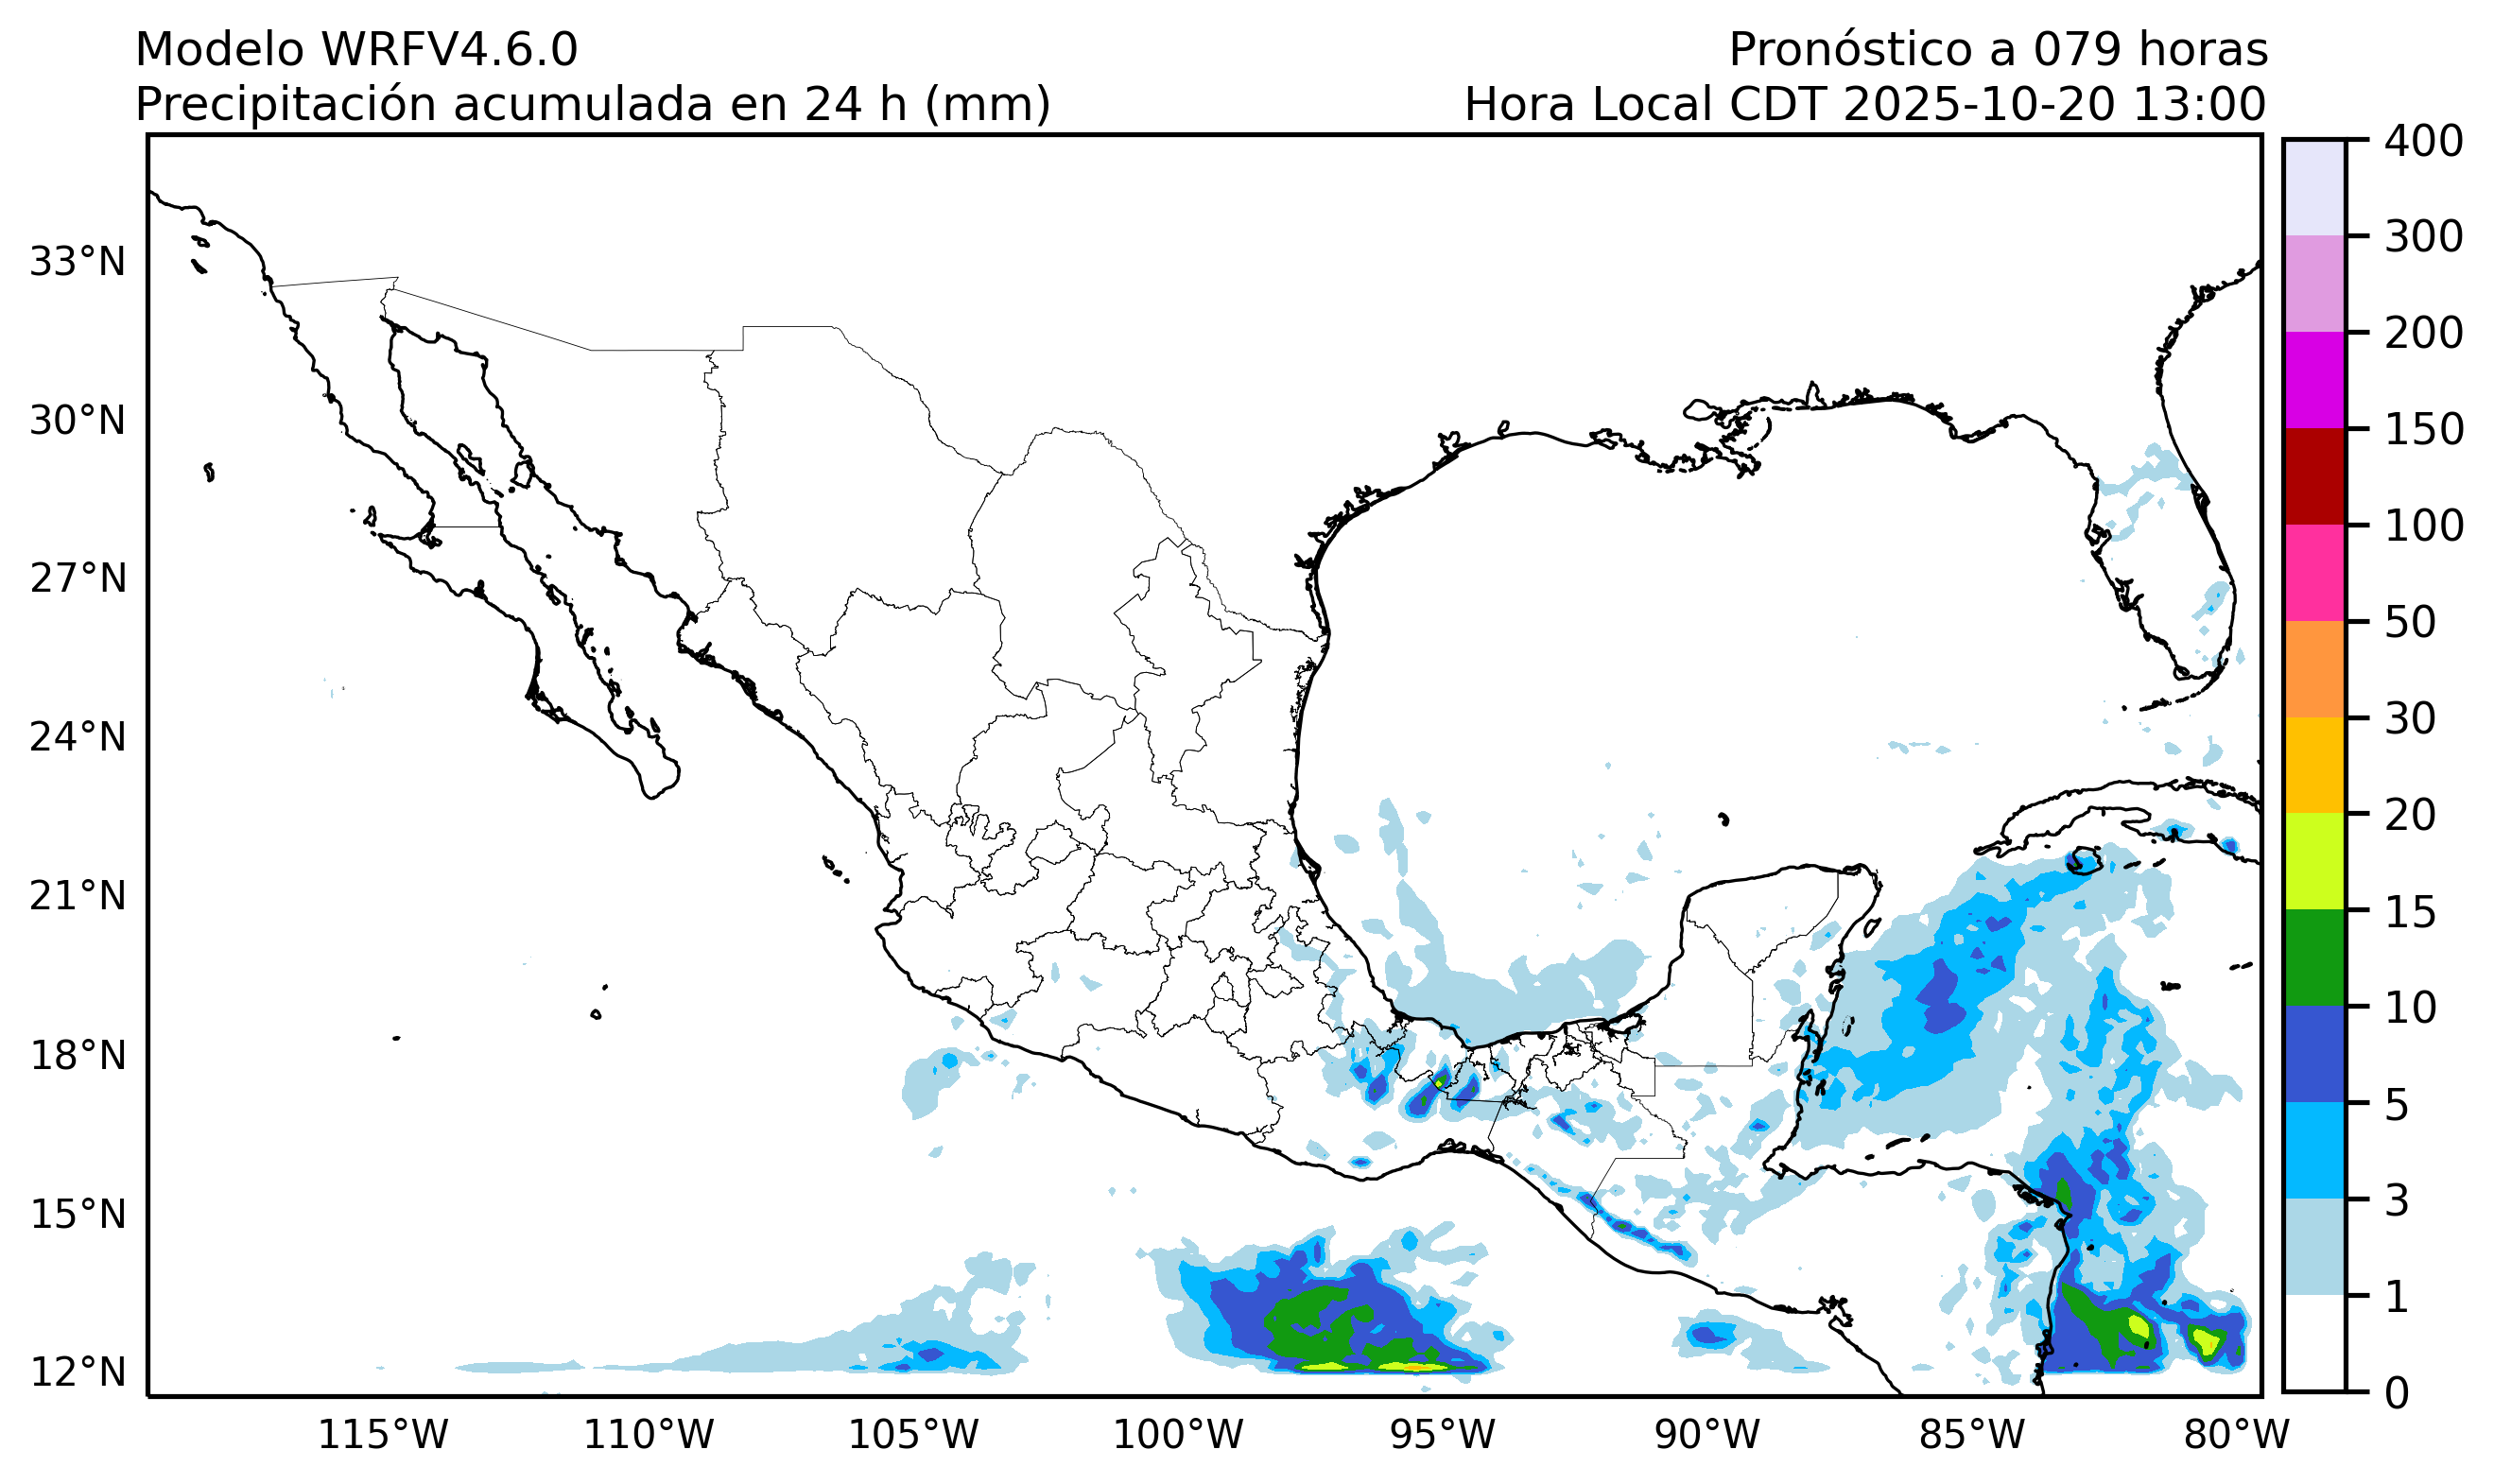 Modelo WRFV4.6.0
Pronóstico a 079 horas
Precipitación acumulada en 24 h (mm)
Hora Local CDT 2025-10-20 13:00
33°N
30°N
27°N
24°N
21°N
18°N
15°N
12°N
115°W
110°W
105°W
100°W
95°W
90°W
85°W
80°W
400
300
200
150
100
50
30
20
15
10
5
3
1
0